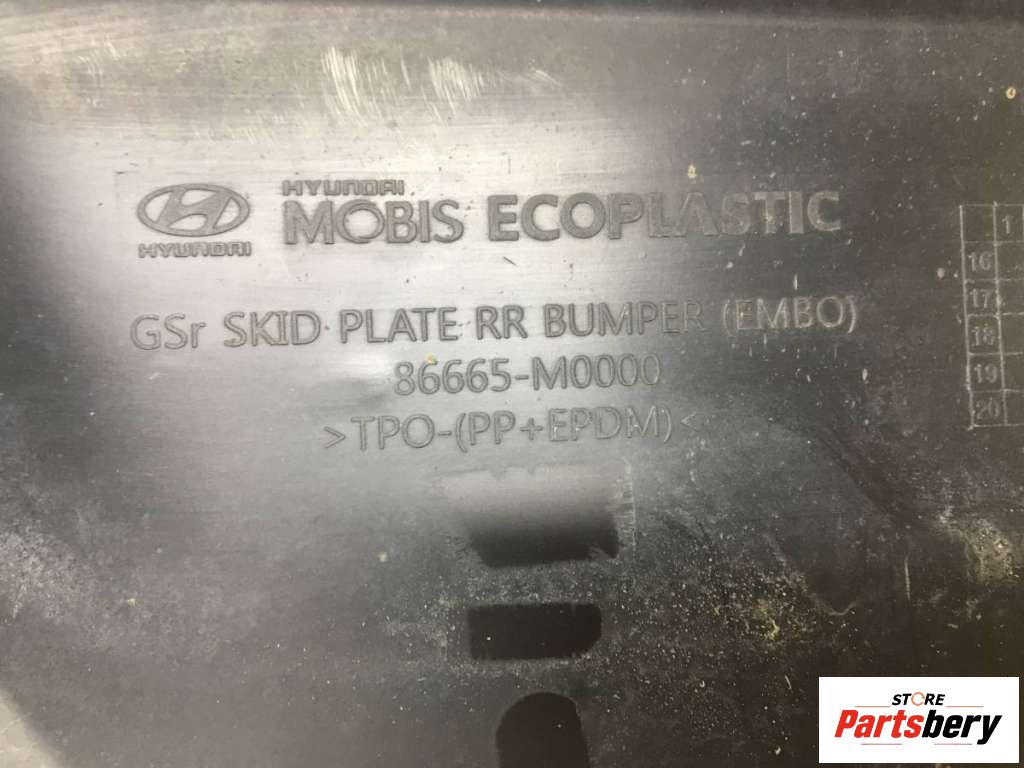 HYUNDAI
HYUNDAI
MOBIS ECOPLASTIC
GSr SKID PLATE RR BUMPER (EMBO)
86665-M0000
>TPO-(PP+EPDM)<
1
16
17
18
19
20
STORE
Partsbery